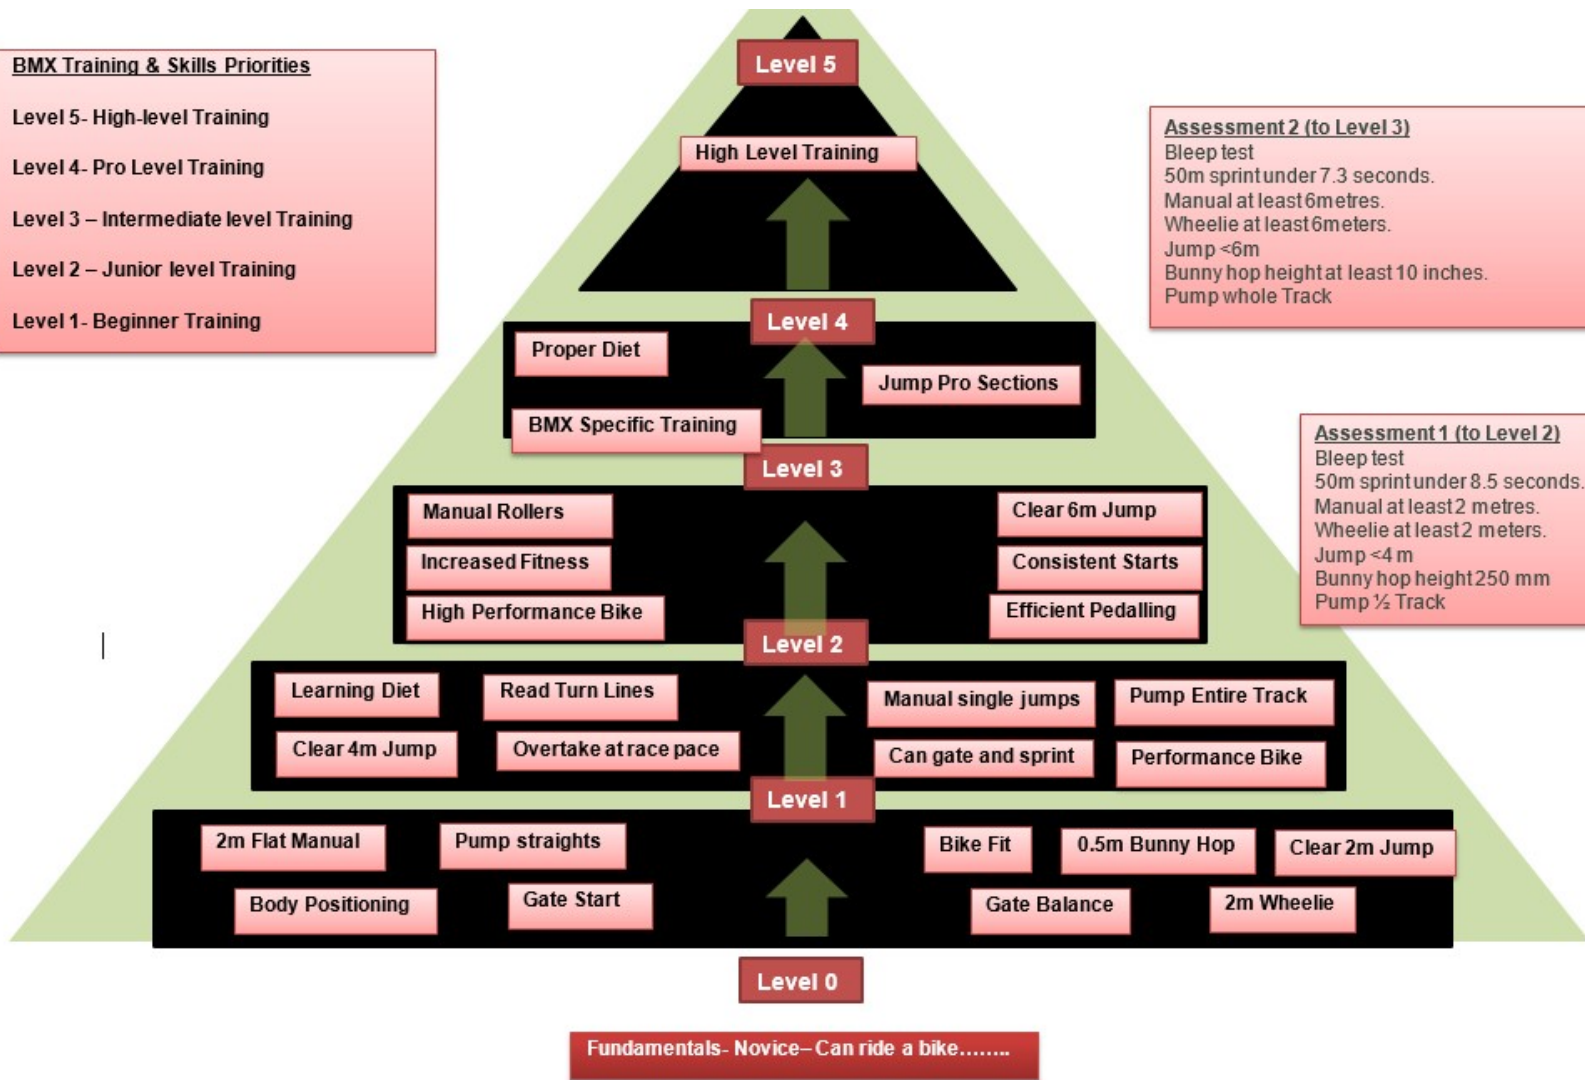 BMX Training & Skills Priorities
Level 5- High-level Training
Level 4- Pro Level Training
Level 3 – Intermediate level Training
Level 2 – Junior level Training
Level 1- Beginner Training
Level 5
High Level Training
Assessment 2 (to Level 3)
Bleep test
50m sprint under 7.3 seconds.
Manual at least 6metres.
Wheelie at least 6meters.
Jump <6m
Bunny hop height at least 10 inches.
Pump whole Track
Level 4
Proper Diet
Jump Pro Sections
BMX Specific Training
Assessment 1 (to Level 2)
Bleep test
50m sprint under 8.5 seconds.
Manual at least 2 metres.
Wheelie at least 2 meters.
Jump <4 m
Bunny hop height 250 mm
Pump ½ Track
Level 3
Manual Rollers
Clear 6m Jump
Increased Fitness
Consistent Starts
High Performance Bike
Efficient Pedalling
Level 2
Learning Diet
Read Turn Lines
Manual single jumps
Pump Entire Track
Clear 4m Jump
Overtake at race pace
Can gate and sprint
Performance Bike
Level 1
2m Flat Manual
Pump straights
Bike Fit
0.5m Bunny Hop
Clear 2m Jump
Body Positioning
Gate Start
Gate Balance
2m Wheelie
Level 0
Fundamentals- Novice– Can ride a bike........